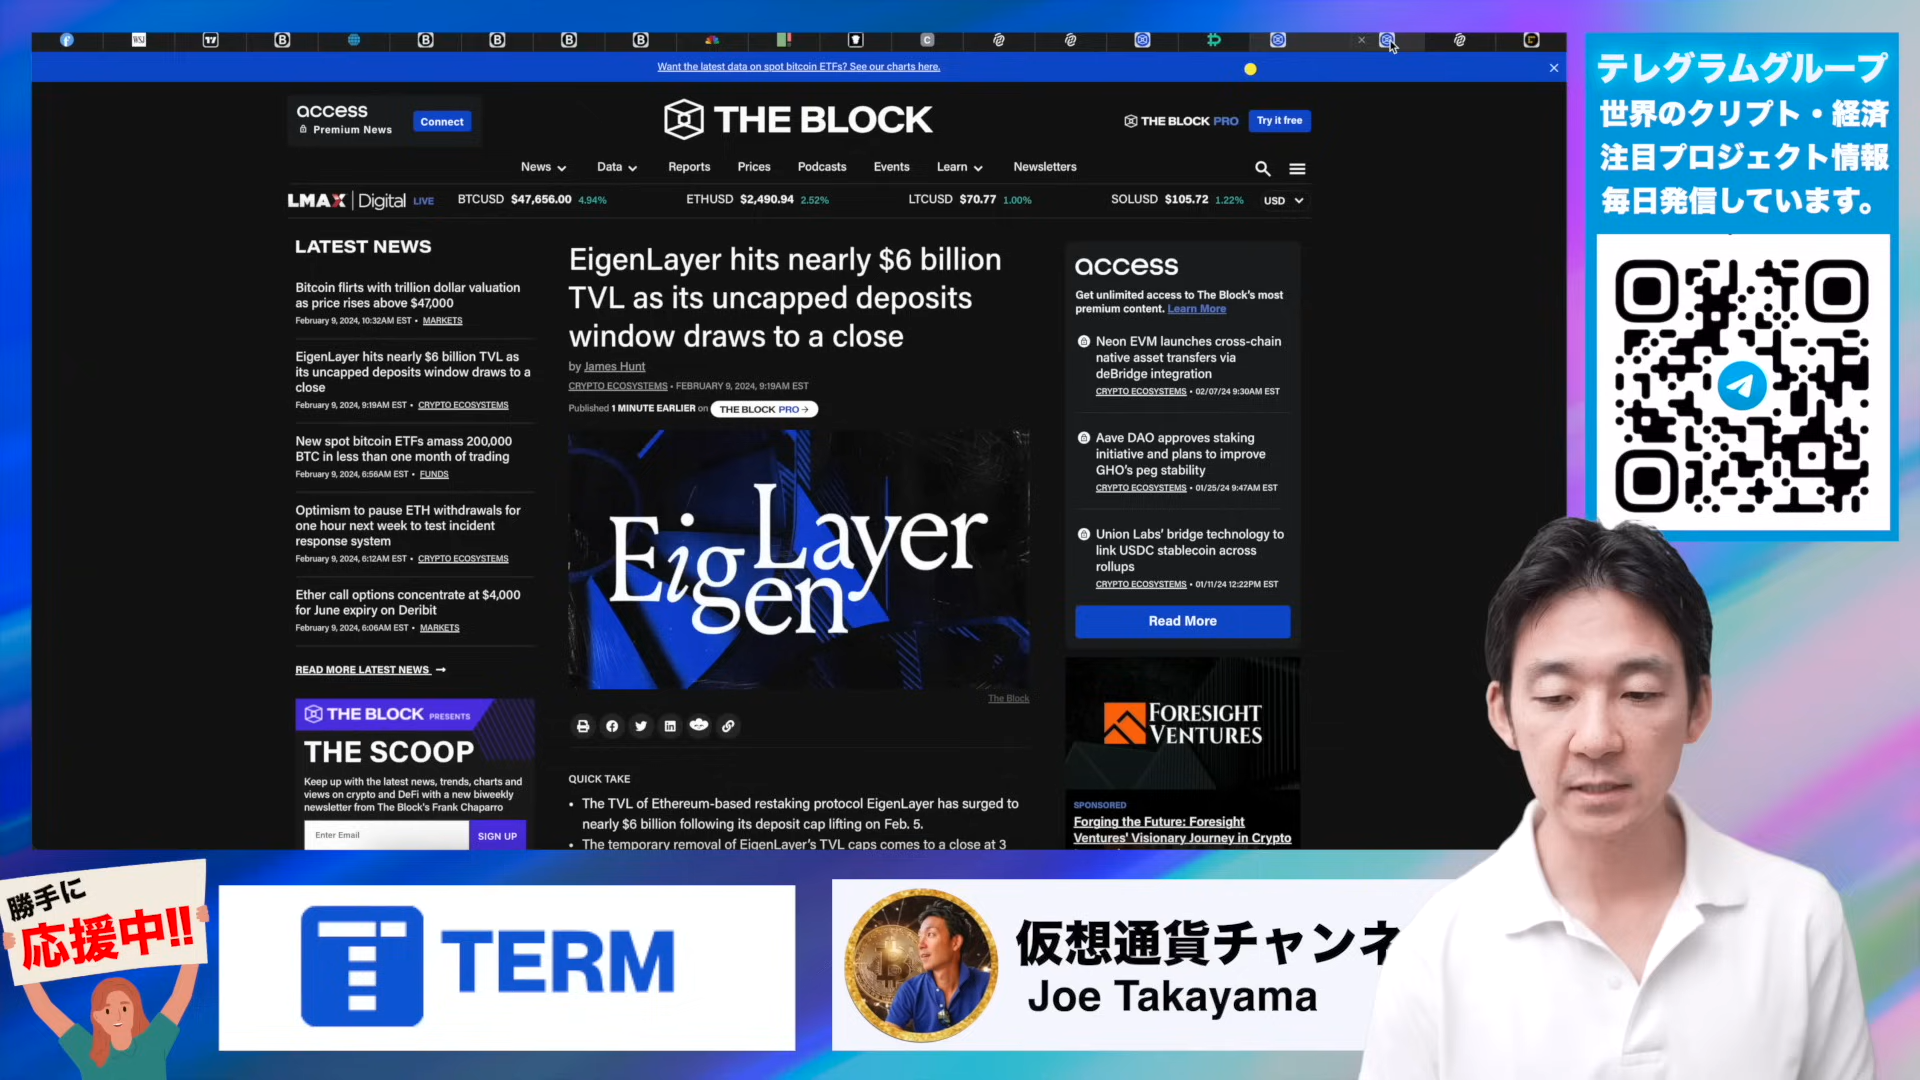 WSJ
Want the latest data on spot bitcoin ETFs? See our charts here.
access
Premium News
Connect
THE BLOCK
THE BLOCK PRO
Try it free
News
Data
Reports
Prices
Podcasts
Events
Learn
Newsletters
LMAX Digital LIVE
BTCUSD $47,656.00 4.94%
ETHUSD $2,490.94 2.52%
LTCUSD $70.77 1.00%
SOLUSD $105.72 1.22%
USD
LATEST NEWS
Bitcoin flirts with trillion dollar valuation
as price rises above $47,000
February 9, 2024, 10:32AM EST • MARKETS
EigenLayer hits nearly $6 billion TVL as
its uncapped deposits window draws to a
close
February 9, 2024, 9:19AM EST • CRYPTO ECOSYSTEMS
New spot bitcoin ETFs amass 200,000
BTC in less than one month of trading
February 9, 2024, 6:56AM EST • FUNDS
Optimism to pause ETH withdrawals for
one hour next week to test incident
response system
February 9, 2024, 6:12AM EST • CRYPTO ECOSYSTEMS
Ether call options concentrate at $4,000
for June expiry on Deribit
February 9, 2024, 6:06AM EST • MARKETS
READ MORE LATEST NEWS →
THE BLOCK PRESENTS
THE SCOOP
Keep up with the latest news, trends, charts and
views on crypto and DeFi with a new biweekly
newsletter from The Block's Frank Chaparro
Enter Email
SIGN UP
EigenLayer hits nearly $6 billion
TVL as its uncapped deposits
window draws to a close
by James Hunt
CRYPTO ECOSYSTEMS • FEBRUARY 9, 2024, 9:19AM EST
Published 1 MINUTE EARLIER on THE BLOCK PRO →
EigenLayer
The Block
QUICK TAKE
• The TVL of Ethereum-based restaking protocol EigenLayer has surged to
nearly $6 billion following its deposit cap lifting on Feb. 5.
• The temporary removal of EigenLayer's TVL caps comes to a close at 3
access
Get unlimited access to The Block's most
premium content. Learn More
Neon EVM launches cross-chain
native asset transfers via
deBridge integration
CRYPTO ECOSYSTEMS • 02/07/24 9:30AM EST
Aave DAO approves staking
initiative and plans to improve
GHO's peg stability
CRYPTO ECOSYSTEMS • 01/25/24 9:47AM EST
Union Labs' bridge technology to
link USDC stablecoin across
rollups
CRYPTO ECOSYSTEMS • 01/11/24 12:22PM EST
Read More
FORESIGHT
VENTURES
SPONSORED
Forging the Future: Foresight
Ventures' Visionary Journey in Crypto
テレグラムグループ
世界のクリプト・経済
注目プロジェクト情報
毎日発信しています。
勝手に
応援中!!
TERM
仮想通貨チャンネ
Joe Takayama